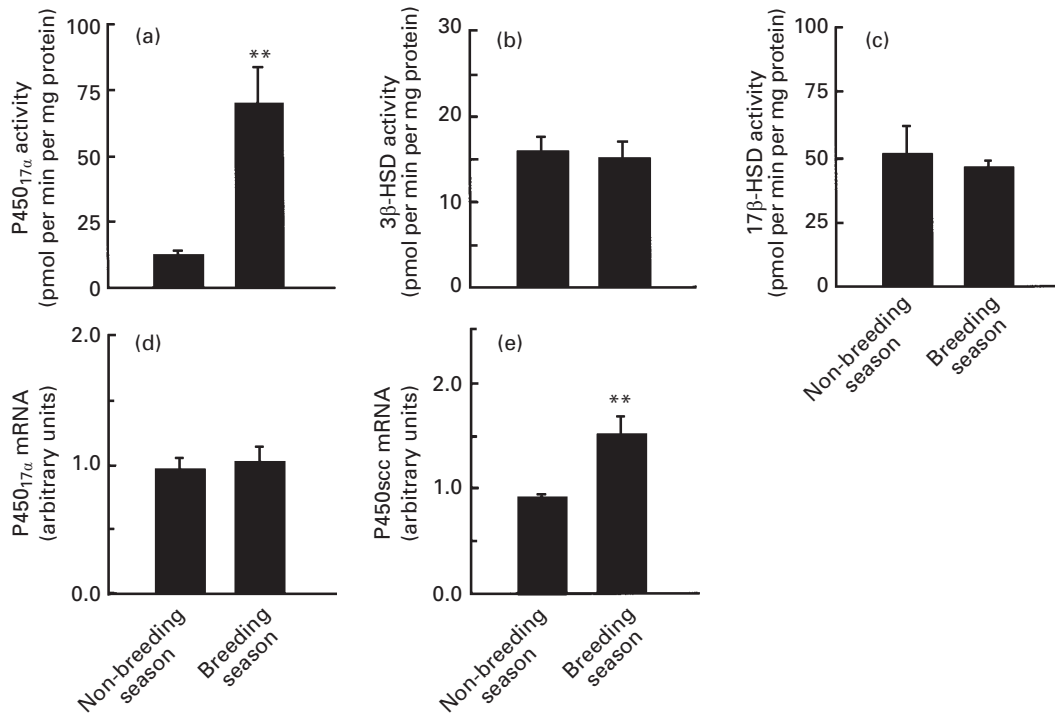 (a)
P450₁₇α activity
(pmol per min per mg protein)
100
75
50
25
0
**
(b)
3β-HSD activity
(pmol per min per mg protein)
30
20
10
0
(c)
17β-HSD activity
(pmol per min per mg protein)
100
75
50
25
0
Non-breeding
season
Breeding
season
(d)
P450₁₇α mRNA
(arbitrary units)
2.0
1.0
0.0
Non-breeding
season
Breeding
season
(e)
P450scc mRNA
(arbitrary units)
2.0
1.0
0.0
**
Non-breeding
season
Breeding
season